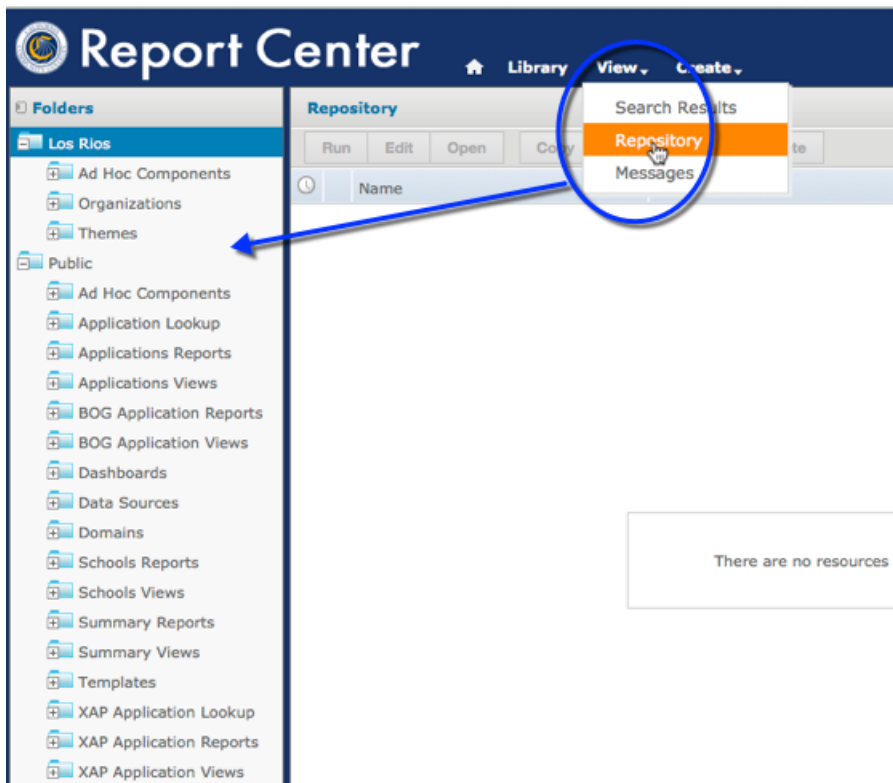 Report Center
Library View Create
Folders
Repository
Search Results
Repository
Messages
Run Edit Open
Name
Los Rios
Ad Hoc Components
Organizations
Themes
Public
Ad Hoc Components
Application Lookup
Applications Reports
Applications Views
BOG Application Reports
BOG Application Views
Dashboards
Data Sources
Domains
Schools Reports
Schools Views
Summary Reports
Summary Views
Templates
XAP Application Lookup
XAP Application Reports
XAP Application Views
There are no resources